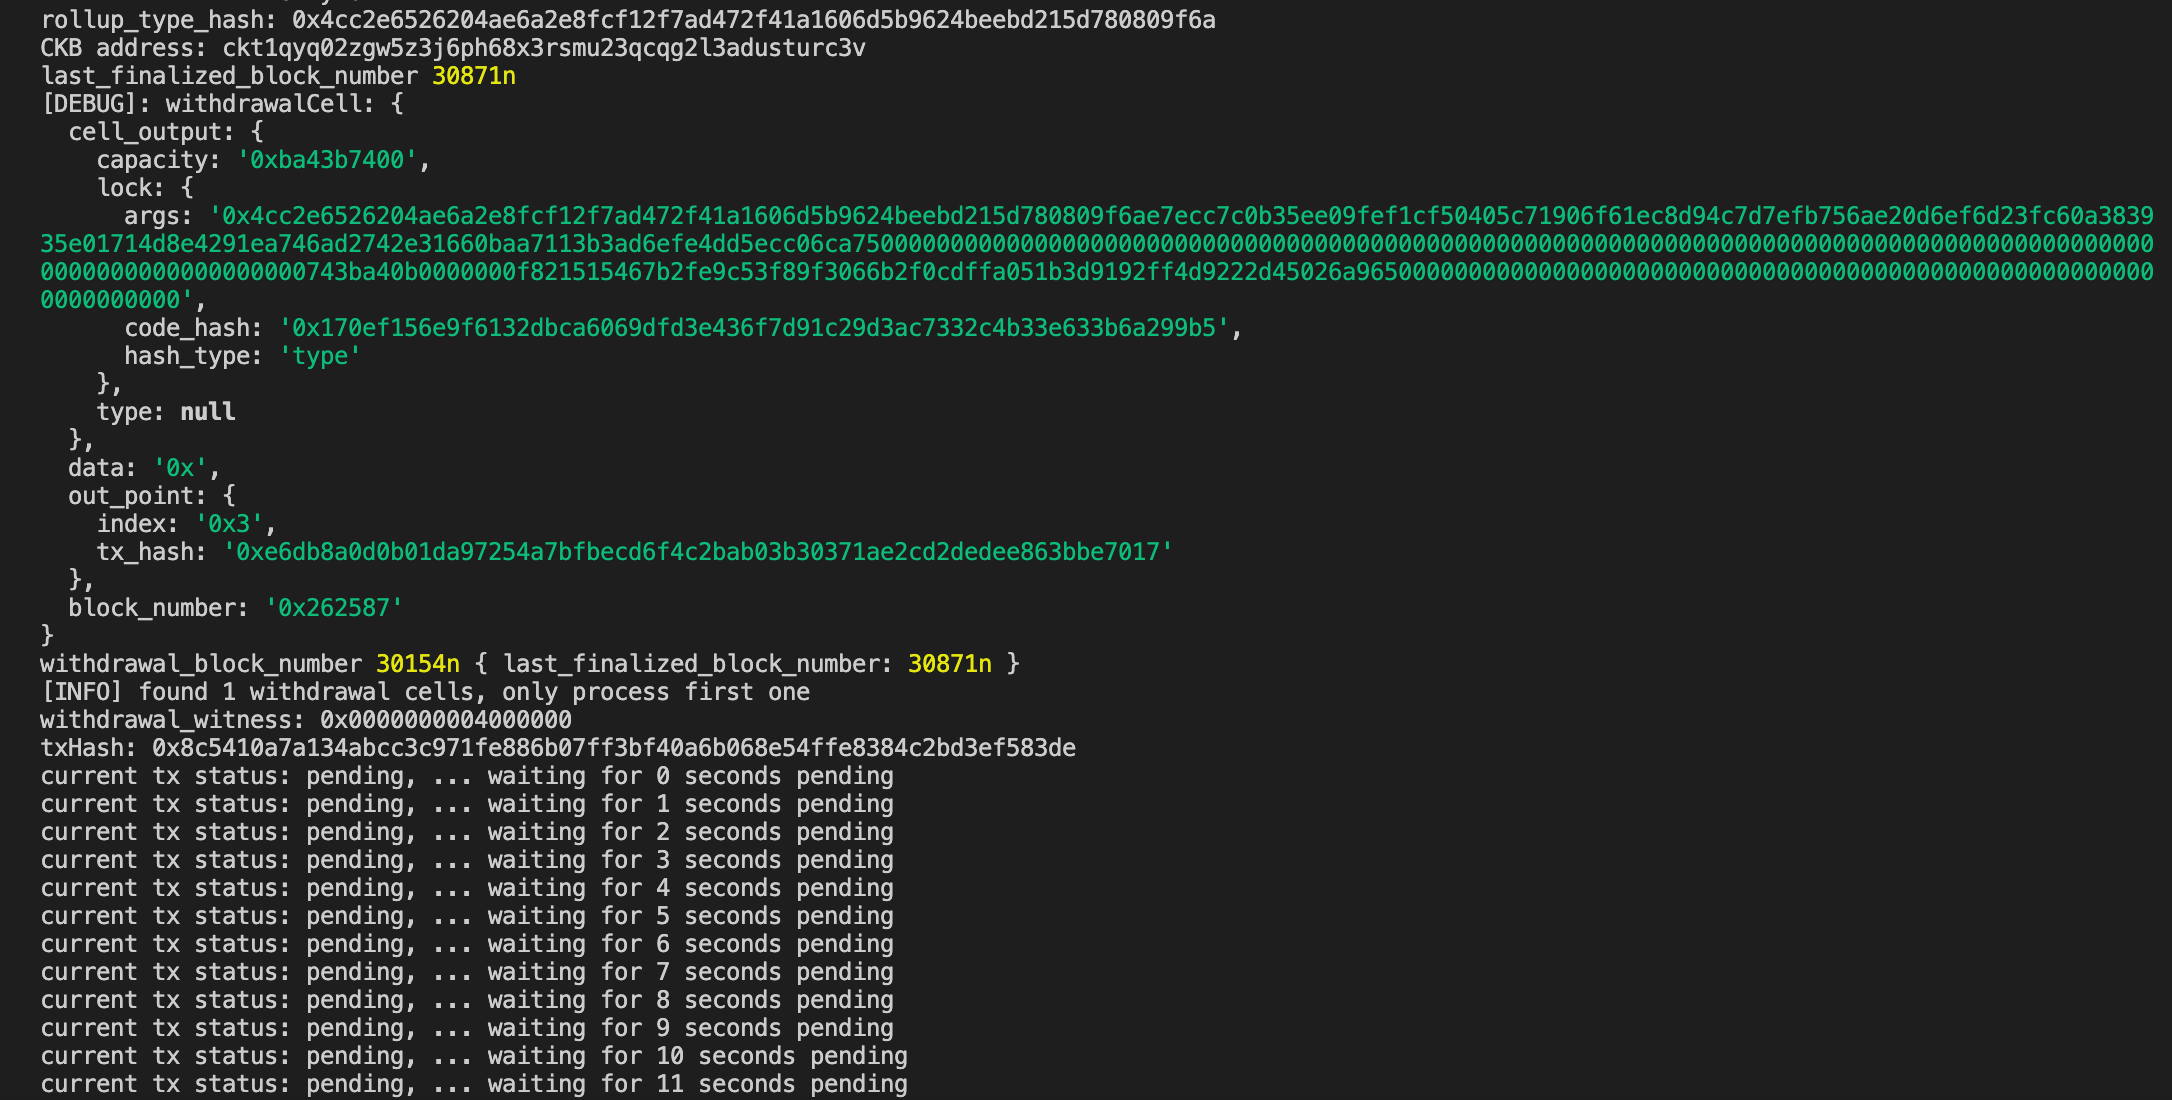 rollup_type_hash: 0x4cc2e6526204ae6a2e8fcf12f7ad472f41a1606d5b9624beebd215d780809f6a
CKB address: ckt1qyq02zgw5z3j6ph68x3rsmu23qcqg2l3adusturc3v
last_finalized_block_number 30871n
[DEBUG]: withdrawalCell: {
  cell_output: {
    capacity: '0xba43b7400',
    lock: {
      args: '0x4cc2e6526204ae6a2e8fcf12f7ad472f41a1606d5b9624beebd215d780809f6ae7ecc7c0b35ee09fef1cf50405c71906f61ec8d94c7d7efb756ae20d6ef6d23fc60a3839
35e01714d8e4291ea746ad2742e31660baa7113b3ad6efe4dd5ecc06ca7500000000000000000000000000000000000000000000000000000000000000000000000000000000000000000000
0000000000000000000743ba40b0000000f821515467b2fe9c53f89f3066b2f0cdffa051b3d9192ff4d9222d45026a965000000000000000000000000000000000000000000000000000000
0000000000',
      code_hash: '0x170ef156e9f6132dbca6069dfd3e436f7d91c29d3ac7332c4b33e633b6a299b5',
      hash_type: 'type'
    },
    type: null
  },
  data: '0x',
  out_point: {
    index: '0x3',
    tx_hash: '0xe6db8a0d0b01da97254a7bfbecd6f4c2bab03b30371ae2cd2dedee863bbe7017'
  },
  block_number: '0x262587'
}
withdrawal_block_number 30154n { last_finalized_block_number: 30871n }
[INFO] found 1 withdrawal cells, only process first one
withdrawal_witness: 0x0000000004000000
txHash: 0x8c5410a7a134abcc3c971fe886b07ff3bf40a6b068e54ffe8384c2bd3ef583de
current tx status: pending, ... waiting for 0 seconds pending
current tx status: pending, ... waiting for 1 seconds pending
current tx status: pending, ... waiting for 2 seconds pending
current tx status: pending, ... waiting for 3 seconds pending
current tx status: pending, ... waiting for 4 seconds pending
current tx status: pending, ... waiting for 5 seconds pending
current tx status: pending, ... waiting for 6 seconds pending
current tx status: pending, ... waiting for 7 seconds pending
current tx status: pending, ... waiting for 8 seconds pending
current tx status: pending, ... waiting for 9 seconds pending
current tx status: pending, ... waiting for 10 seconds pending
current tx status: pending, ... waiting for 11 seconds pending